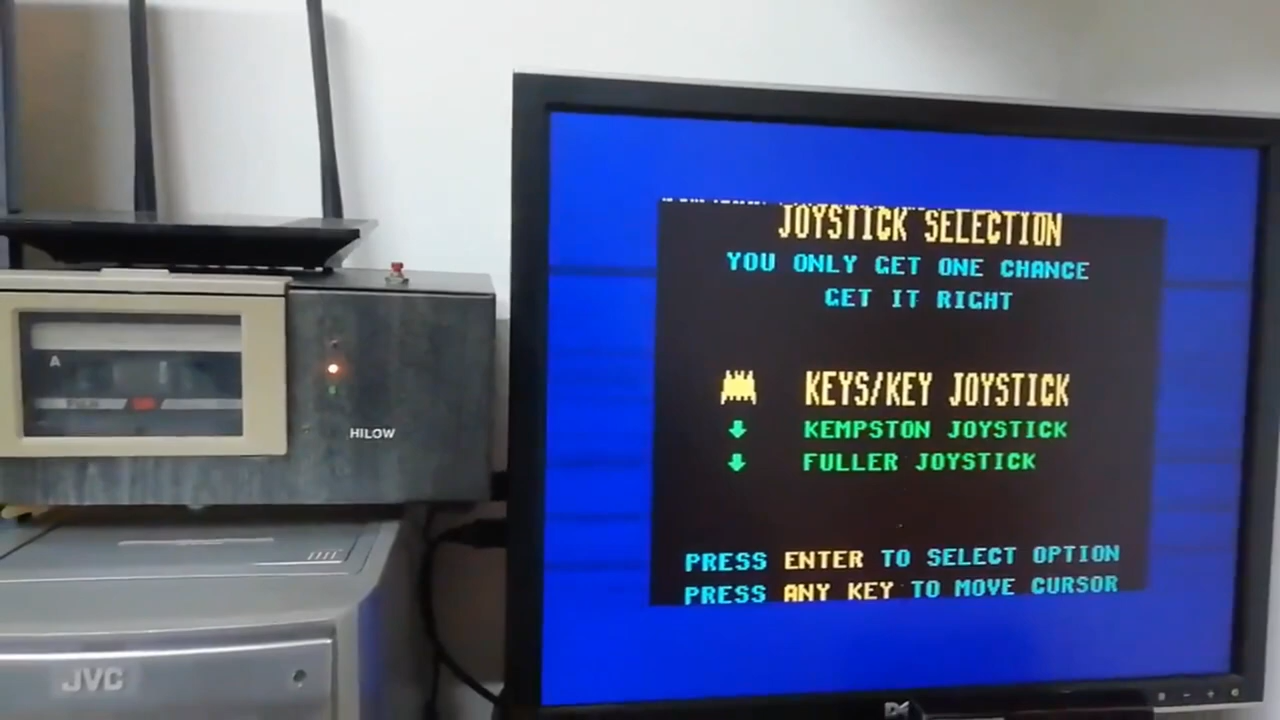 JOYSTICK SELECTION
YOU ONLY GET ONE CHANCE
GET IT RIGHT
KEYS/KEY JOYSTICK
KEMPSTON JOYSTICK
FULLER JOYSTICK
PRESS ENTER TO SELECT OPTION
PRESS ANY KEY TO MOVE CURSOR
A
HILOW
JVC